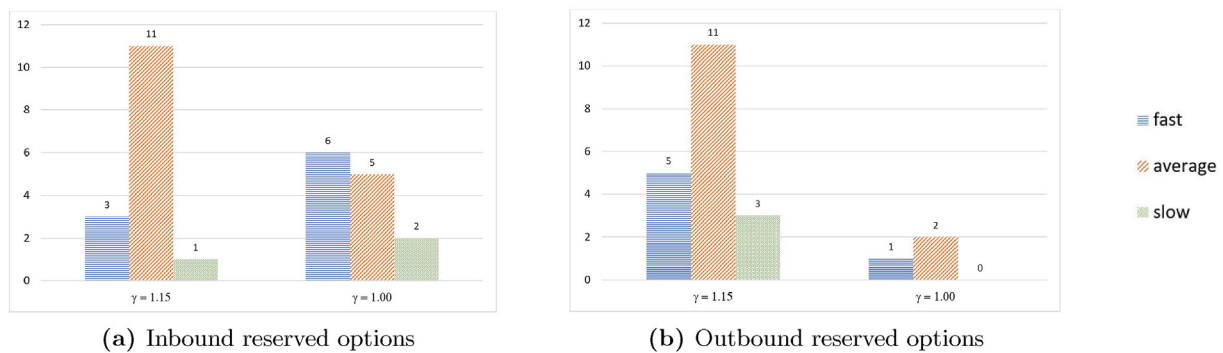 12
10
8
6
4
2
0
3
11
1
6
5
2
γ = 1.15
γ = 1.00
(a) Inbound reserved options
12
10
8
6
4
2
0
5
11
3
1
2
0
γ = 1.15
γ = 1.00
(b) Outbound reserved options
fast
average
slow